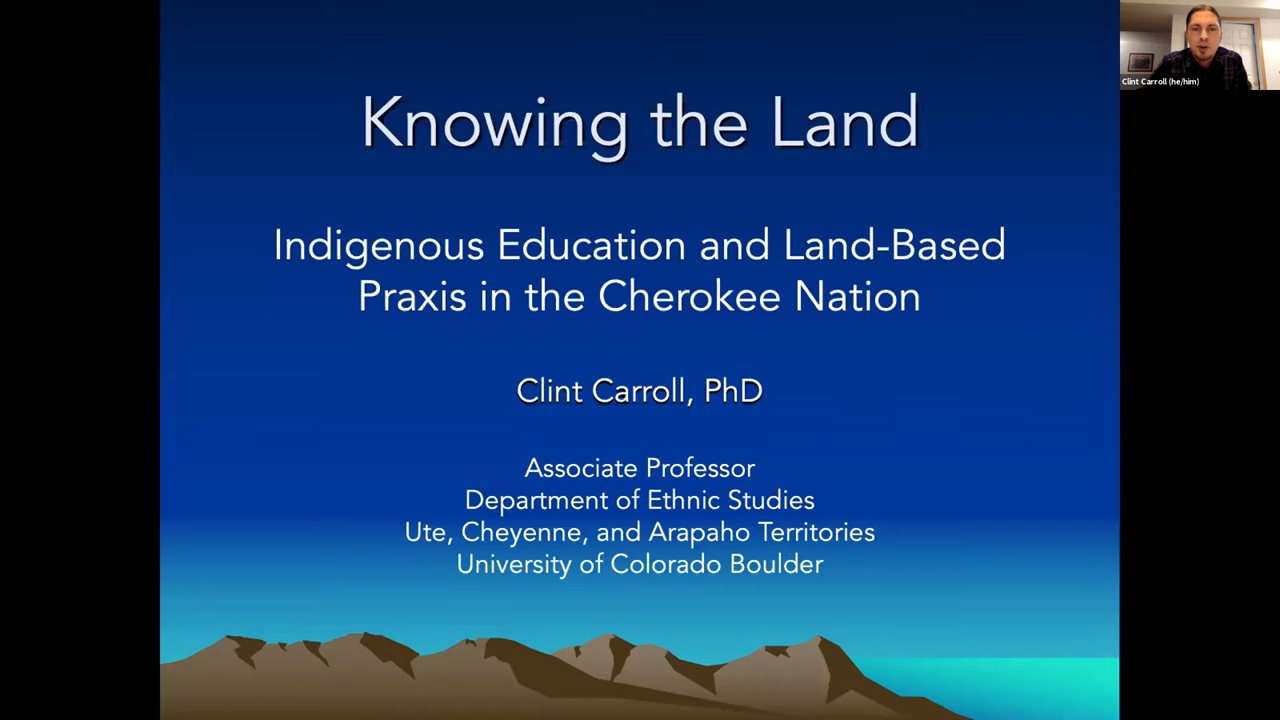 Knowing the Land
Indigenous Education and Land-Based
Praxis in the Cherokee Nation
Clint Carroll, PhD
Associate Professor
Department of Ethnic Studies
Ute, Cheyenne, and Arapaho Territories
University of Colorado Boulder
Clint Carroll (he/him)